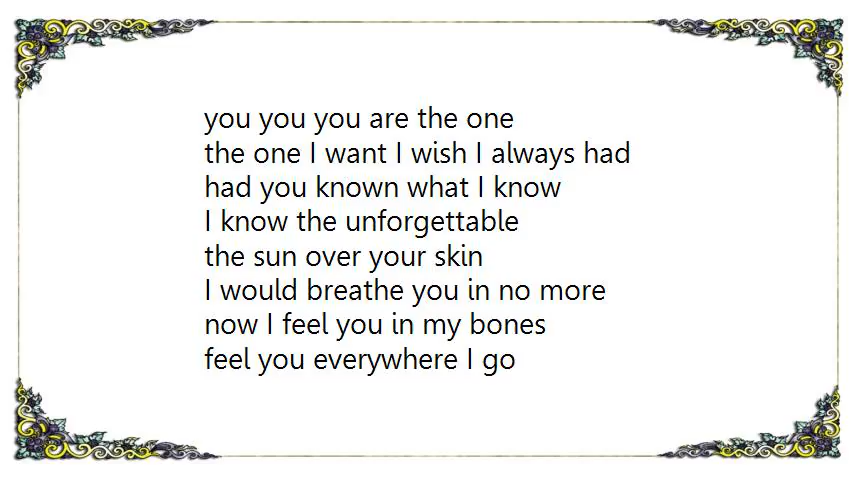 you you you are the one
the one I want I wish I always had
had you known what I know
I know the unforgettable
the sun over your skin
I would breathe you in no more
now I feel you in my bones
feel you everywhere I go